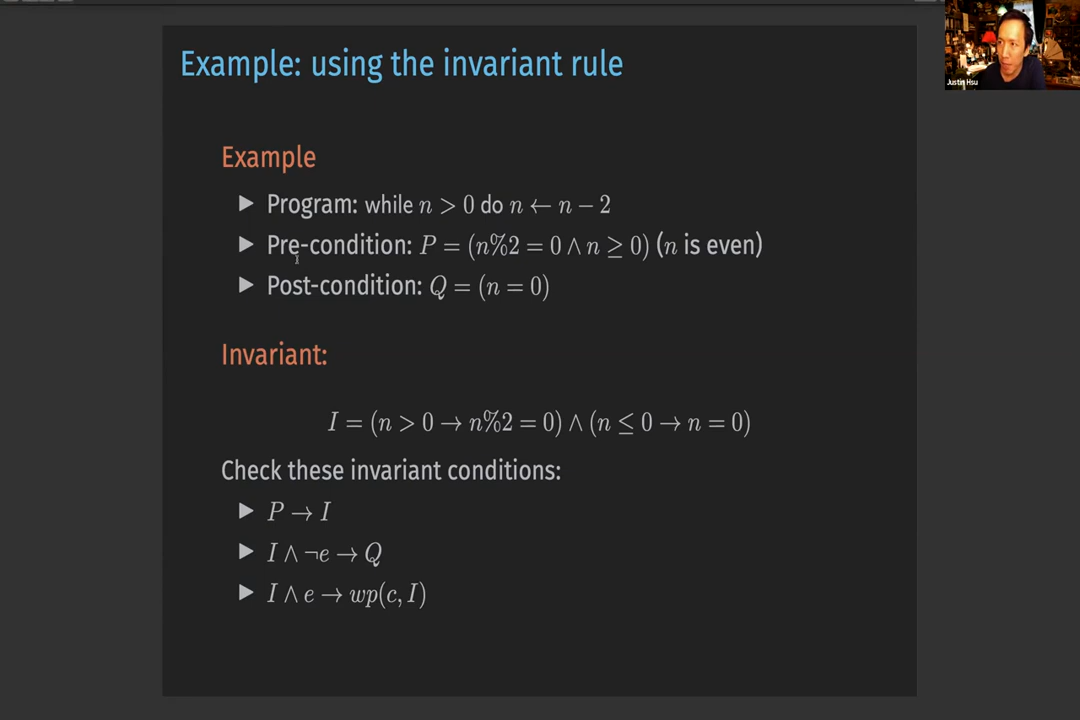 Example: using the invariant rule
Justin Hsu
Example
▶ Program: while n > 0 do n ← n − 2
▶ Pre-condition: P = (n%2 = 0 ∧ n ≥ 0) (n is even)
▶ Post-condition: Q = (n = 0)
Invariant:
I = (n > 0 → n%2 = 0) ∧ (n ≤ 0 → n = 0)
Check these invariant conditions:
▶ P → I
▶ I ∧ ¬e → Q
▶ I ∧ e → wp(c, I)